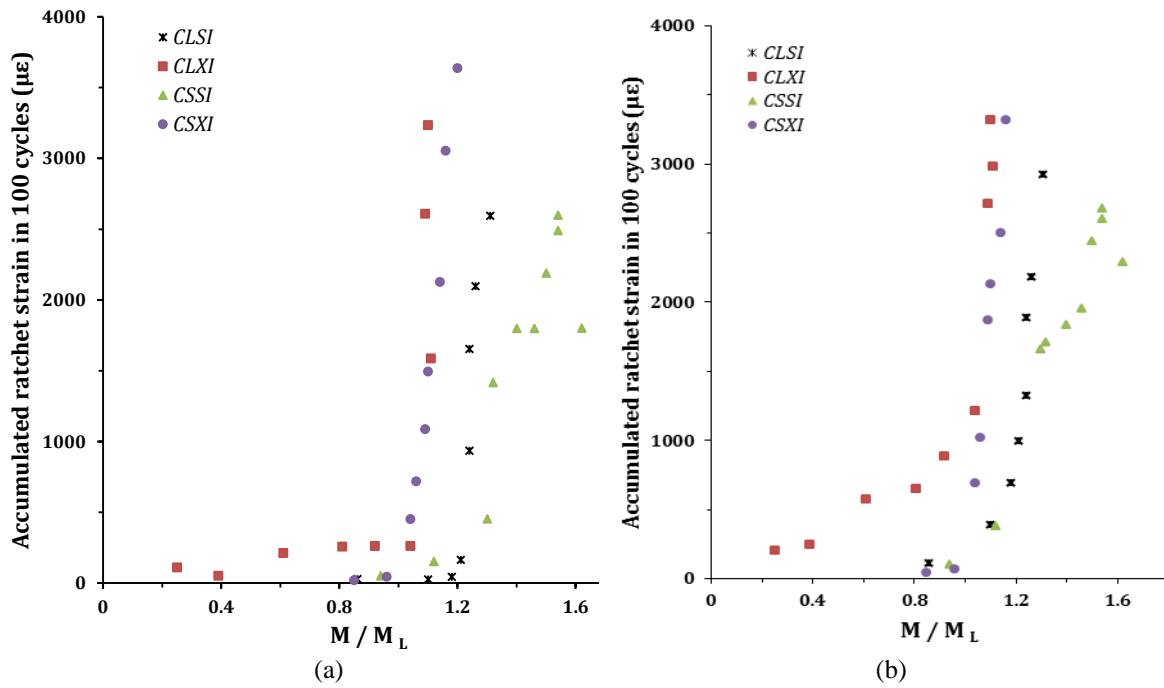 Accumulated ratchet strain in 100 cycles (με)
4000
3000
2000
1000
0
CLSI
CLXI
CSSI
CSXI
0 0.4 0.8 1.2 1.6
M / M L
(a)
Accumulated ratchet strain in 100 cycles (με)
4000
3000
2000
1000
0
CLSI
CLXI
CSSI
CSXI
0 0.4 0.8 1.2 1.6
M / M L
(b)